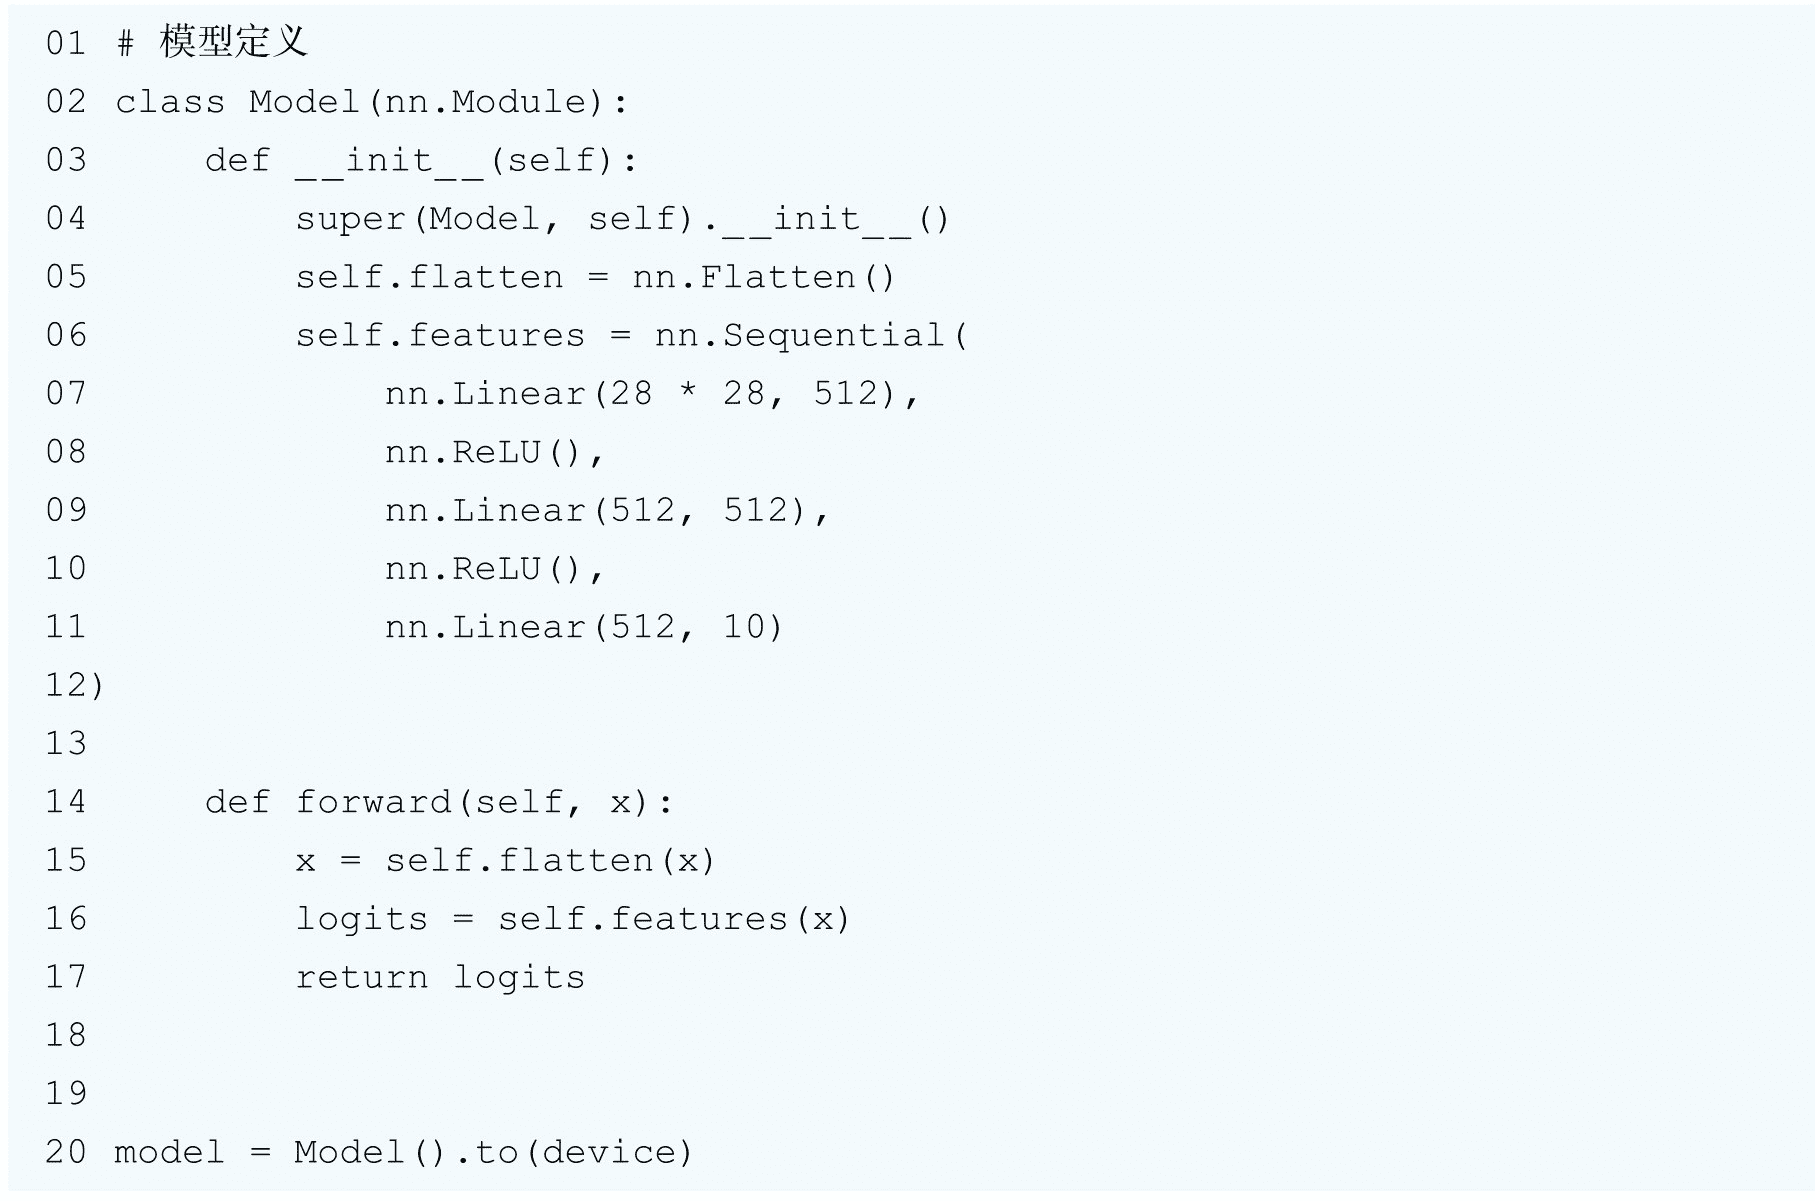 01 # 模型定义
02 class Model(nn.Module):
03     def __init__(self):
04         super(Model, self).__init__()
05         self.flatten = nn.Flatten()
06         self.features = nn.Sequential(
07             nn.Linear(28 * 28, 512),
08             nn.ReLU(),
09             nn.Linear(512, 512),
10             nn.ReLU(),
11             nn.Linear(512, 10)
12)
13
14     def forward(self, x):
15         x = self.flatten(x)
16         logits = self.features(x)
17         return logits
18
19
20 model = Model().to(device)